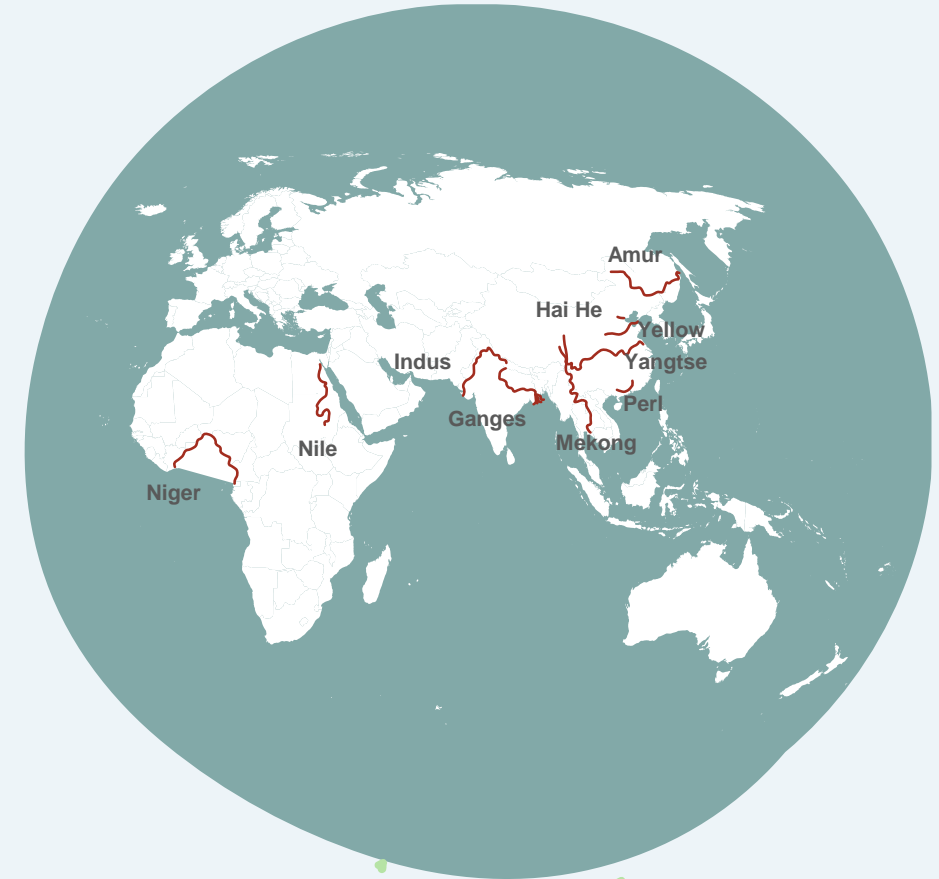 Amur
Hai He
Yellow
Indus
Yangtse
Perl
Ganges
Mekong
Nile
Niger